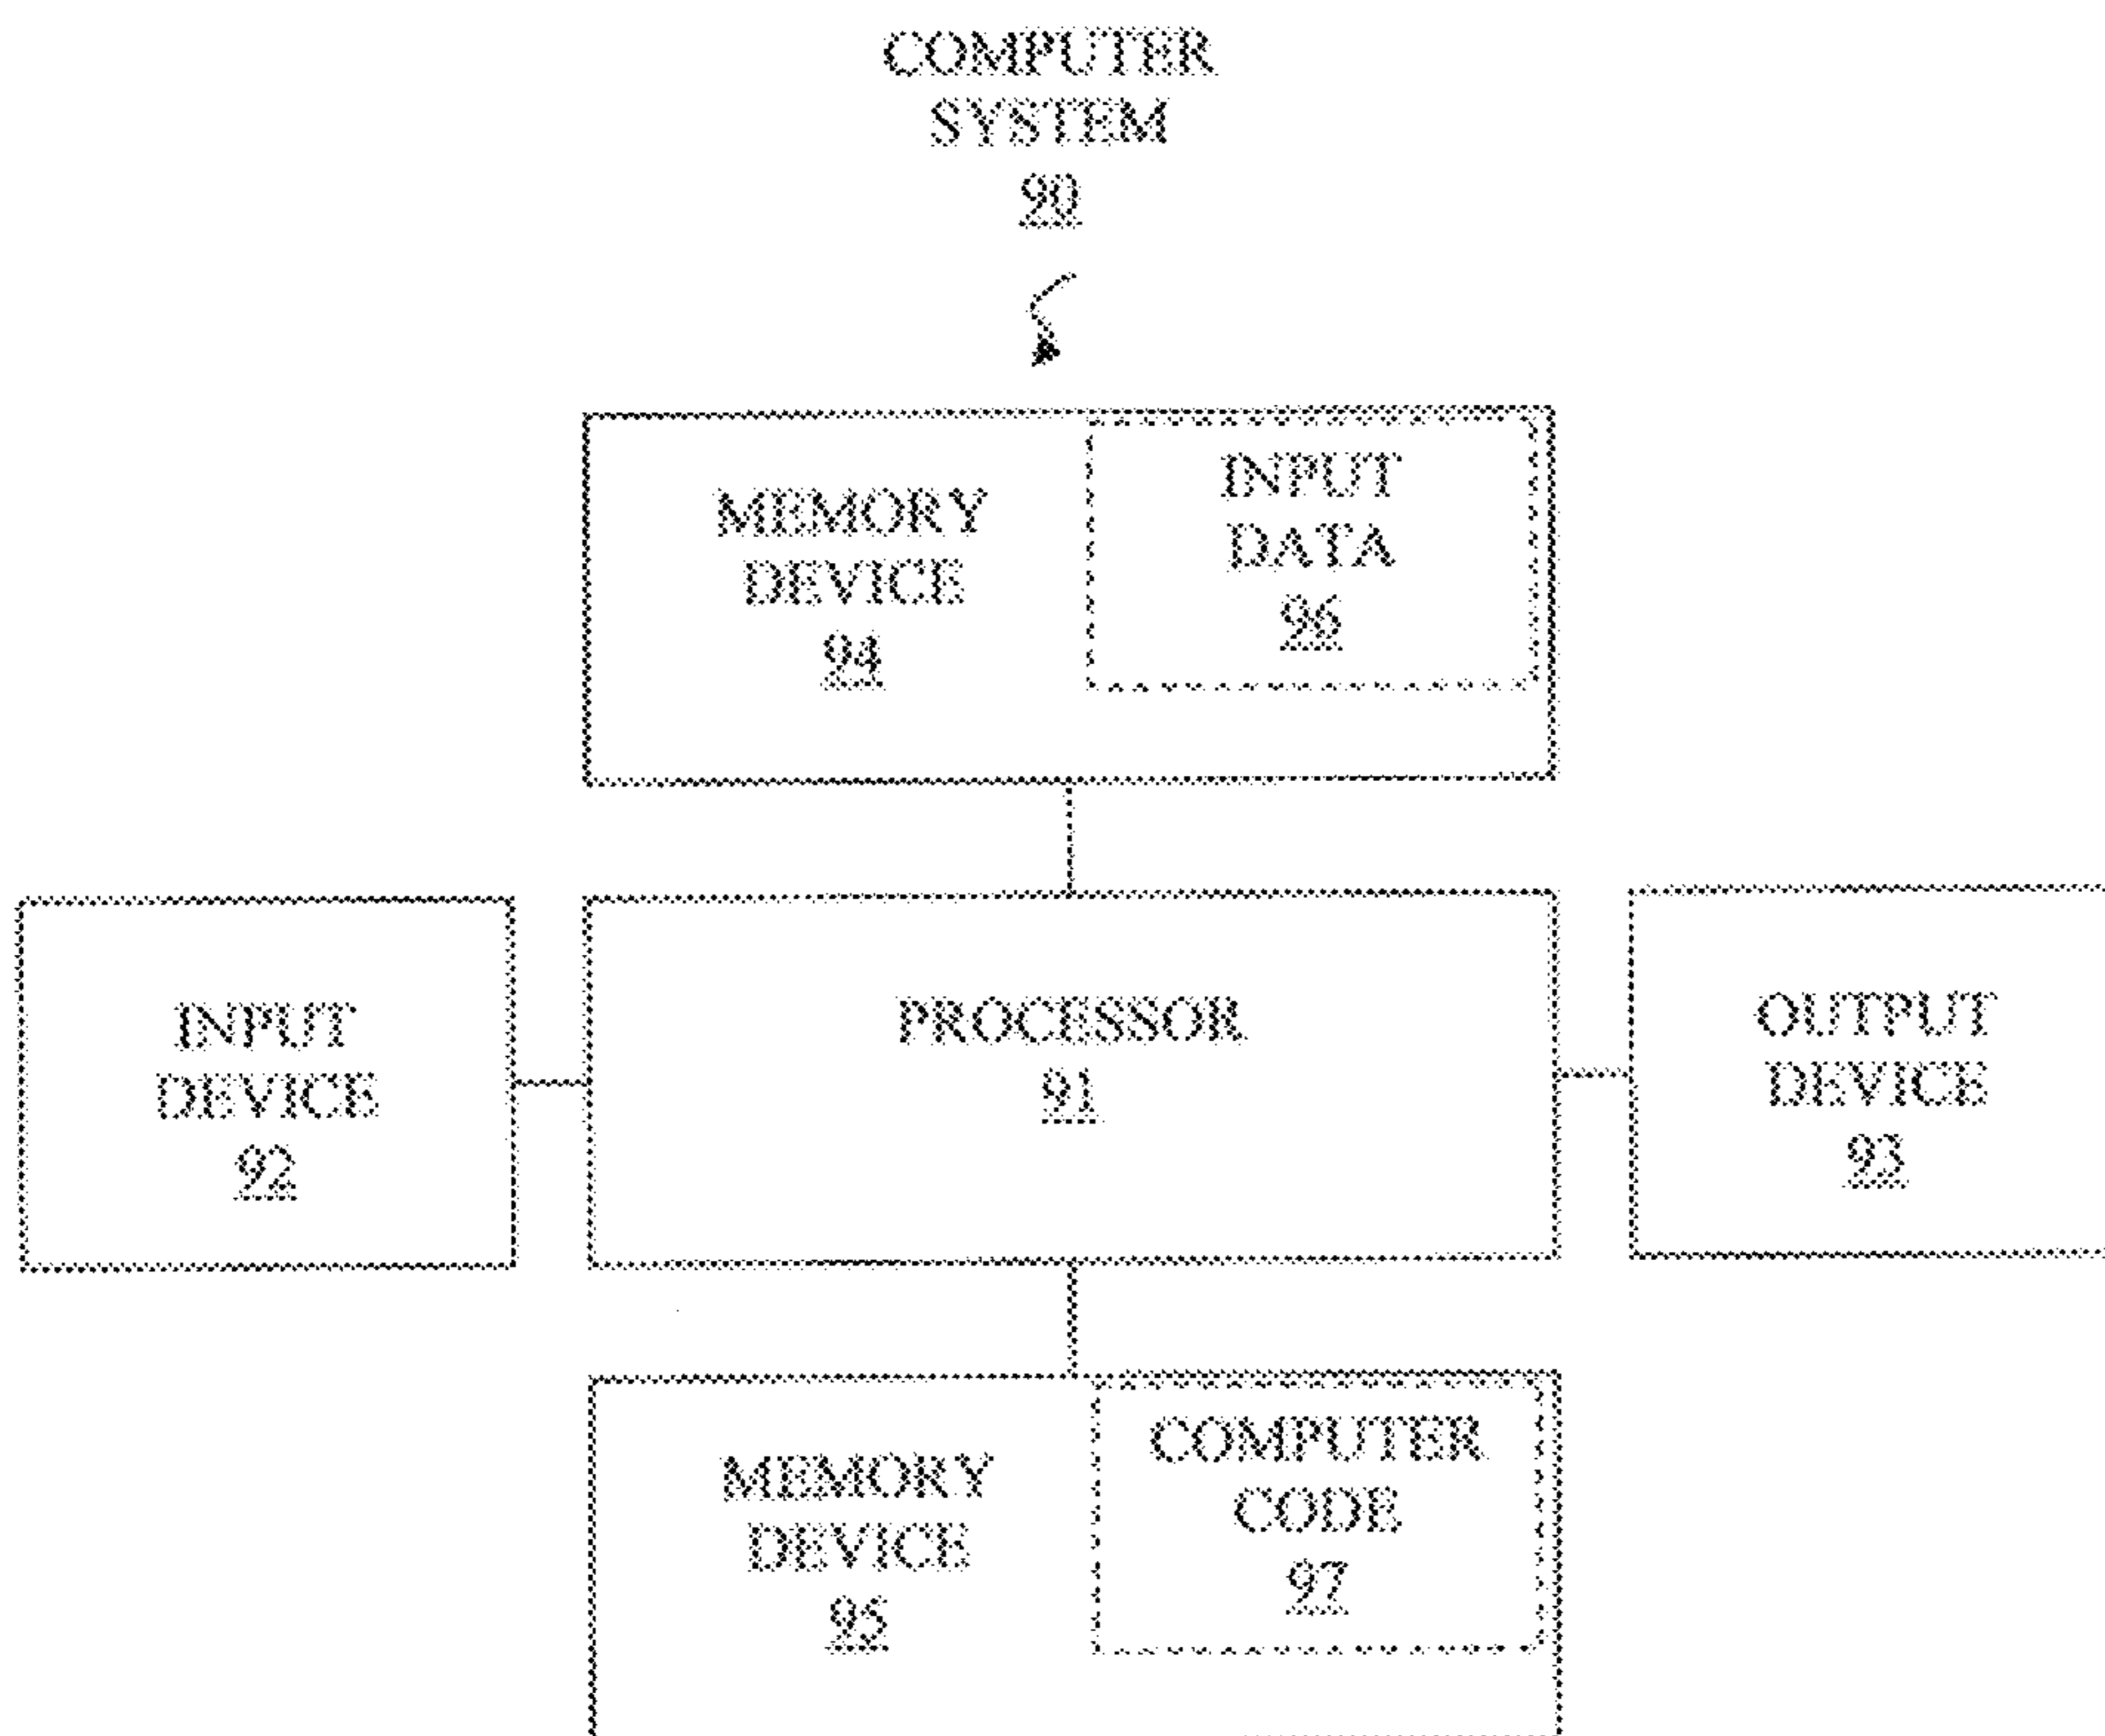 COMPUTER
SYSTEM
90
MEMORY
DEVICE
94
INPUT
DATA
96
INPUT
DEVICE
92
PROCESSOR
91
OUTPUT
DEVICE
93
MEMORY
DEVICE
95
COMPUTER
CODE
97